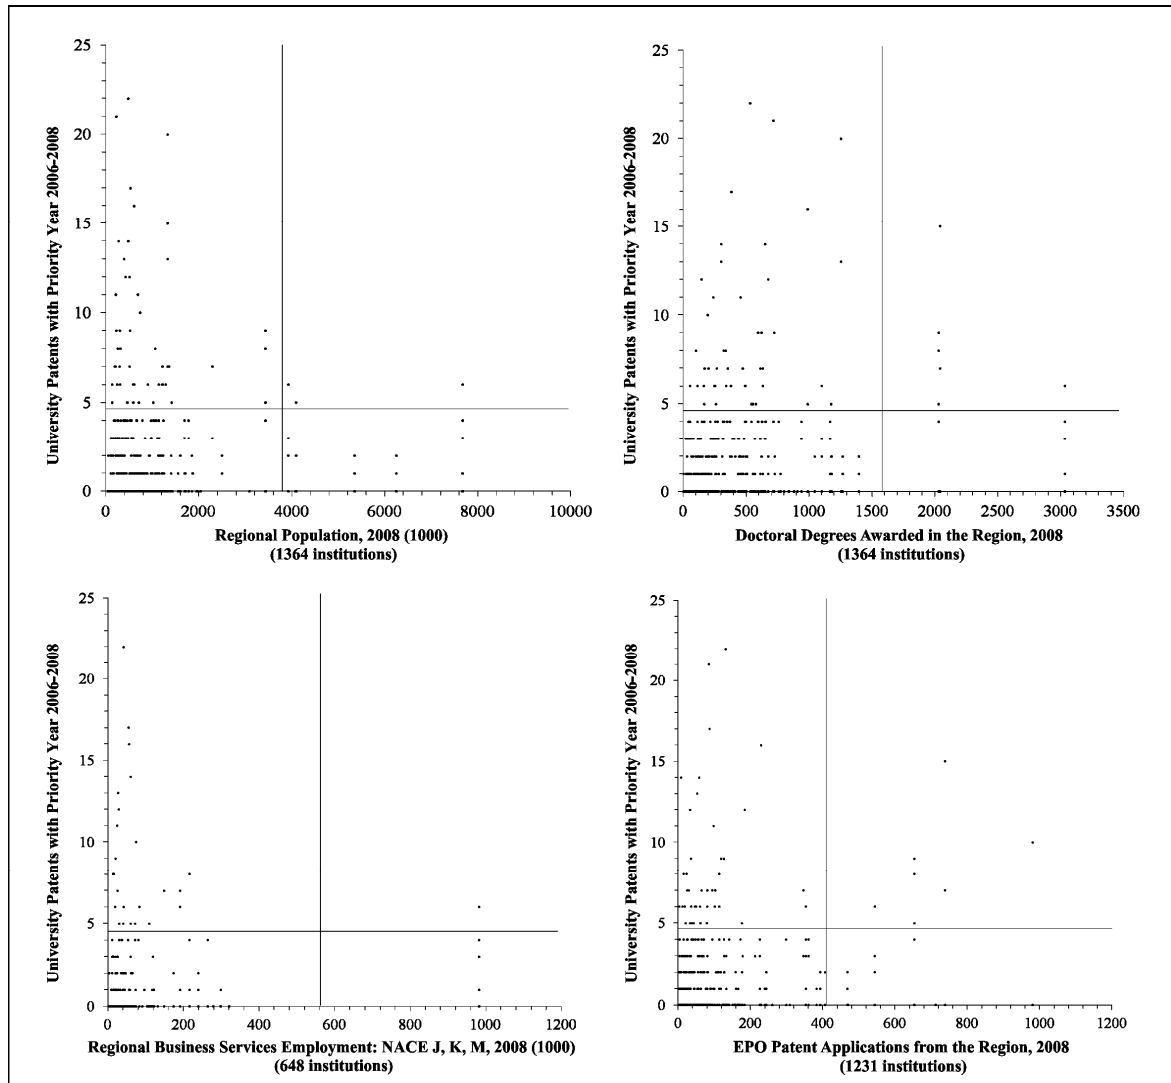 25
20
15
10
5
0
University Patents with Priority Year 2006-2008
0 2000 4000 6000 8000 10000
Regional Population, 2008 (1000)
(1364 institutions)
25
20
15
10
5
0
University Patents with Priority Year 2006-2008
0 500 1000 1500 2000 2500 3000 3500
Doctoral Degrees Awarded in the Region, 2008
(1364 institutions)
25
20
15
10
5
0
University Patents with Priority Year 2006-2008
0 200 400 600 800 1000 1200
Regional Business Services Employment: NACE J, K, M, 2008 (1000)
(648 institutions)
25
20
15
10
5
0
University Patents with Priority Year 2006-2008
0 200 400 600 800 1000 1200
EPO Patent Applications from the Region, 2008
(1231 institutions)